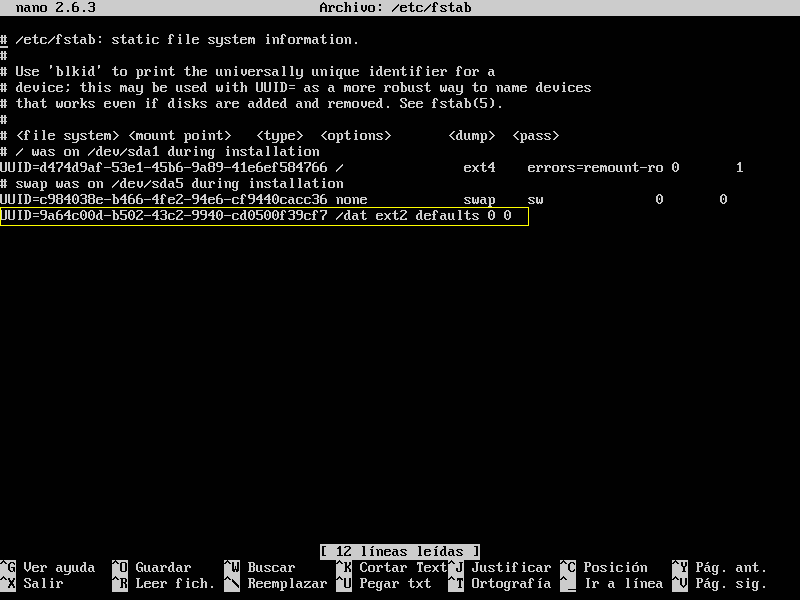 nano 2.6.3 Archivo: /etc/fstab
# /etc/fstab: static file system information.
#
# Use 'blkid' to print the universally unique identifier for a
# device; this may be used with UUID= as a more robust way to name devices
# that works even if disks are added and removed. See fstab(5).
#
# <file system> <mount point>   <type>  <options>       <dump>  <pass>
# / was on /dev/sda1 during installation
UUID=d474d9af-53e1-45b6-9a89-41e6ef584766 /               ext4    errors=remount-ro 0       1
# swap was on /dev/sda5 during installation
UUID=c984038e-b466-4fe2-94e6-cf9440cacc36 none            swap    sw              0       0
UUID=9a64c00d-b502-43c2-9940-cd0500f39cf7 /dat ext2 defaults 0 0
[ 12 líneas leídas ]
^G Ver ayuda ^O Guardar ^W Buscar ^K Cortar Text^J Justificar ^C Posición ^Y Pág. ant.
^X Salir ^R Leer fich. ^\ Reemplazar ^U Pegar txt ^T Ortografía ^_ Ir a línea ^V Pág. sig.